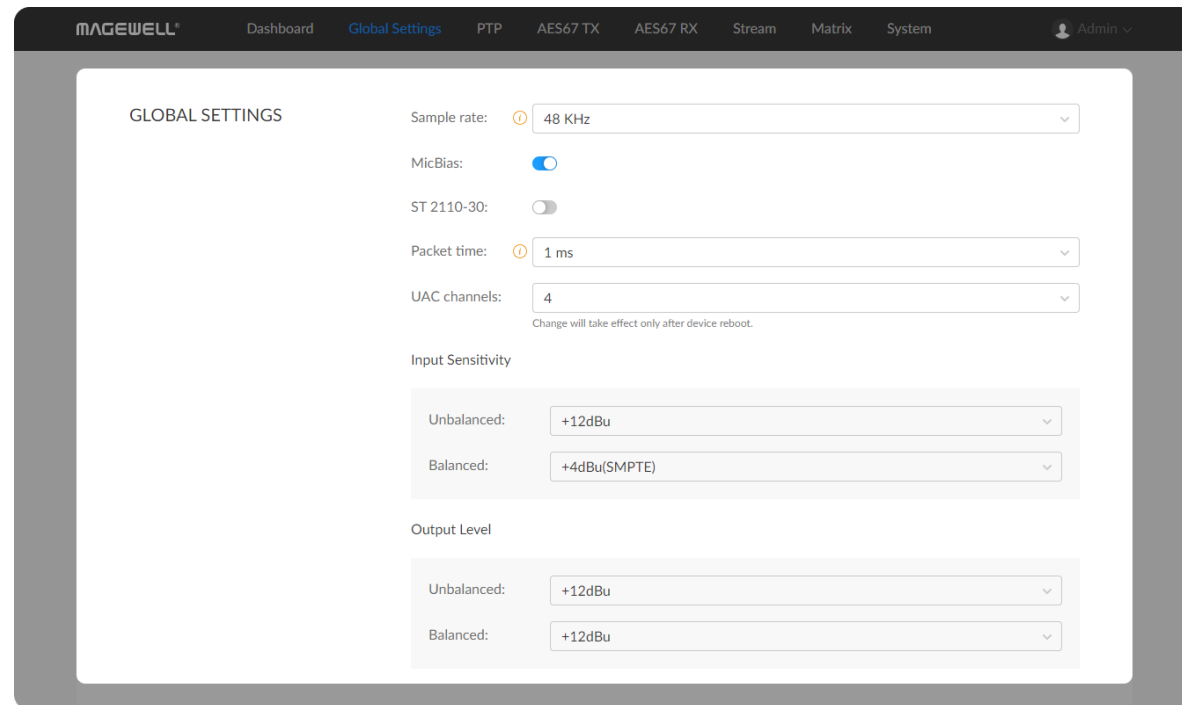 MAGEWELL® Dashboard Global Settings PTP AES67 TX AES67 RX Stream Matrix System Admin
GLOBAL SETTINGS
Sample rate: i 48 KHz
MicBias:
ST 2110-30:
Packet time: i 1 ms
UAC channels: 4
Change will take effect only after device reboot.
Input Sensitivity
Unbalanced: +12dBu
Balanced: +4dBu(SMPTE)
Output Level
Unbalanced: +12dBu
Balanced: +12dBu